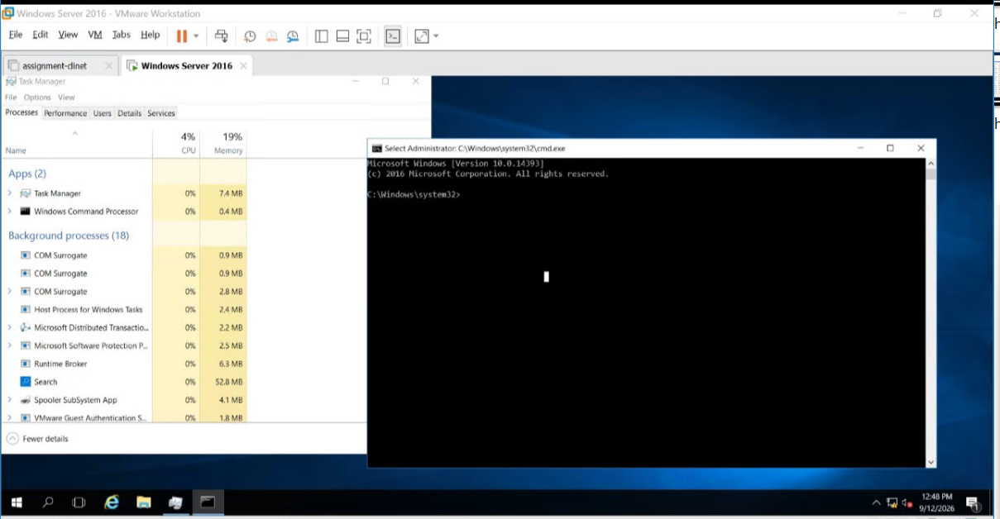 Windows Server 2016 - VMware Workstation
File Edit View VM Tabs Help
assignment-dlnet
Windows Server 2016
Task Manager
File Options View
Processes Performance Users Details Services
4% 19%
Name CPU Memory
Apps (2)
Task Manager 0% 7.4 MB
Windows Command Processor 0% 0.4 MB
Background processes (18)
COM Surrogate 0% 0.9 MB
COM Surrogate 0% 0.9 MB
COM Surrogate 0% 2.8 MB
Host Process for Windows Tasks 0% 2.4 MB
Microsoft Distributed Transactio... 0% 2.2 MB
Microsoft Software Protection P... 0% 2.5 MB
Runtime Broker 0% 6.3 MB
Search 0% 52.8 MB
Spooler SubSystem App 0% 4.1 MB
VMware Guest Authentication S... 0% 1.8 MB
Fewer details
Select Administrator: C:\Windows\system32\cmd.exe
Microsoft Windows [Version 10.0.14393]
(c) 2016 Microsoft Corporation. All rights reserved.
C:\Windows\system32>
12:48 PM
9/12/2026
1